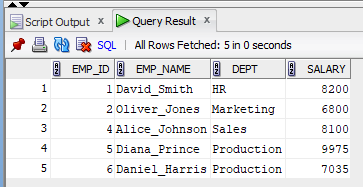 Script Output × Query Result ×
SQL | All Rows Fetched: 5 in 0 seconds
EMP_ID EMP_NAME DEPT SALARY
1 1 David_Smith HR 8200
2 2 Oliver_Jones Marketing 6800
3 4 Alice_Johnson Sales 8100
4 5 Diana_Prince Production 9975
5 6 Daniel_Harris Production 7035